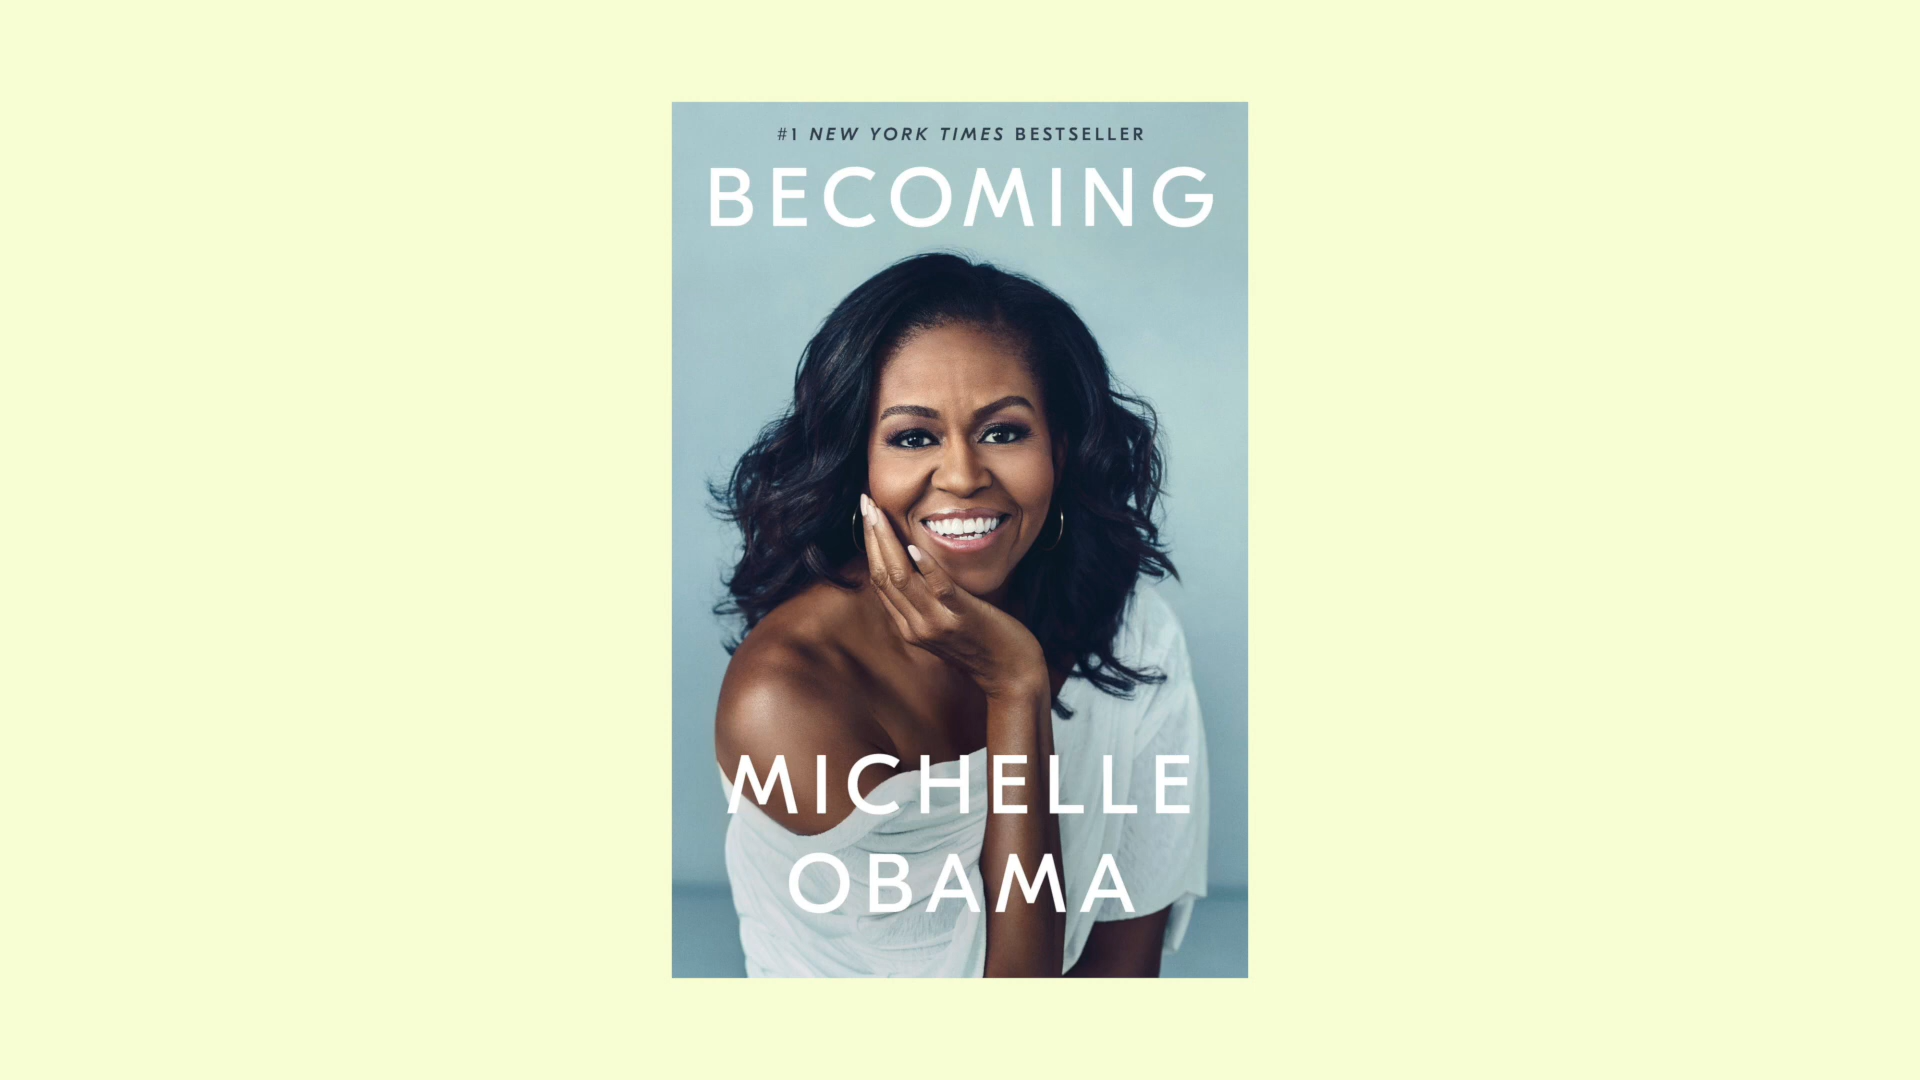 #1 NEW YORK TIMES BESTSELLER
BECOMING
MICHELLE
OBAMA